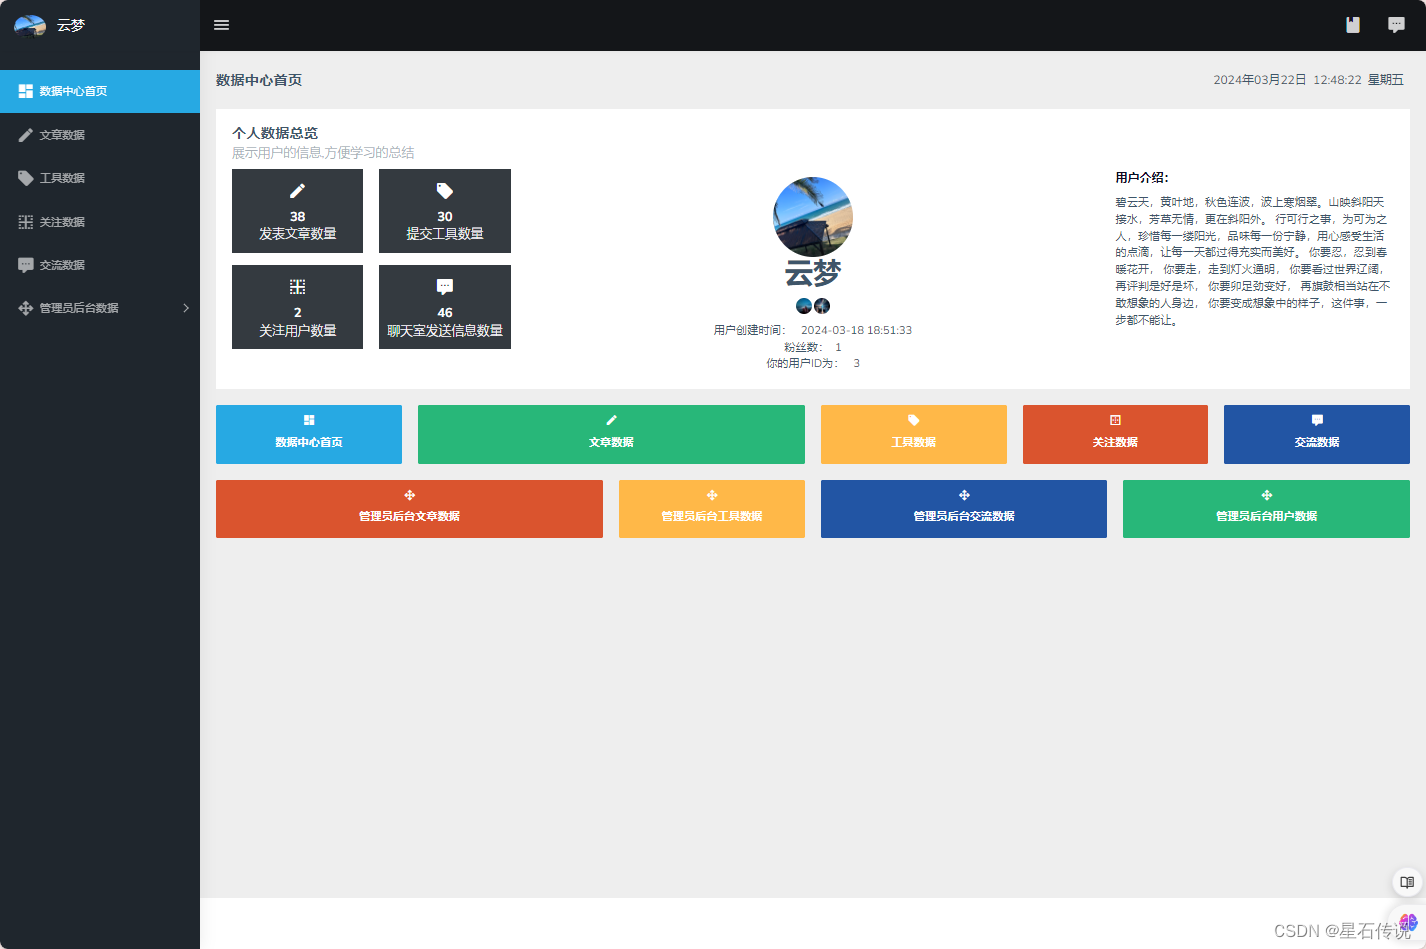 云梦
数据中心首页
文章数据
工具数据
关注数据
交流数据
管理员后台数据
数据中心首页
2024年03月22日 12:48:22 星期五
个人数据总览
展示用户的信息,方便学习的总结
38
发表文章数量
30
提交工具数量
2
关注用户数量
46
聊天室发送信息数量
云梦
用户创建时间： 2024-03-18 18:51:33
粉丝数： 1
你的用户ID为： 3
用户介绍：
碧云天，黄叶地，秋色连波，波上寒烟翠。山映斜阳天
接水，芳草无情，更在斜阳外。 行可行之事，为可为之
人，珍惜每一缕阳光，品味每一份宁静，用心感受生活
的点滴，让每一天都过得充实而美好。 你要忍，忍到春
暖花开， 你要走，走到灯火通明， 你要看过世界辽阔，
再评判是好是坏， 你要卯足劲变好， 再旗鼓相当站在不
敢想象的人身边， 你要变成想象中的样子，这件事，一
步都不能让。
数据中心首页
文章数据
工具数据
关注数据
交流数据
管理员后台文章数据
管理员后台工具数据
管理员后台交流数据
管理员后台用户数据
CSDN @星石传说